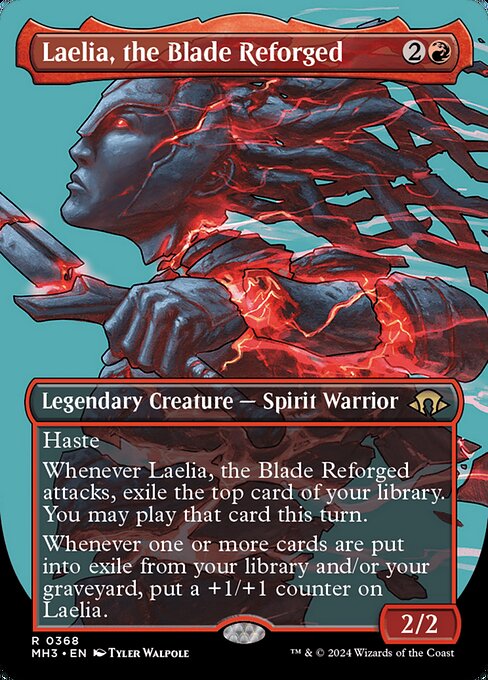 Laelia, the Blade Reforged 2
Legendary Creature — Spirit Warrior
Haste
Whenever Laelia, the Blade Reforged
attacks, exile the top card of your library.
You may play that card this turn.
Whenever one or more cards are put
into exile from your library and/or your
graveyard, put a +1/+1 counter on
Laelia.
2/2
R 0368
MH3 • EN TYLER WALPOLE
™ & © 2024 Wizards of the Coast